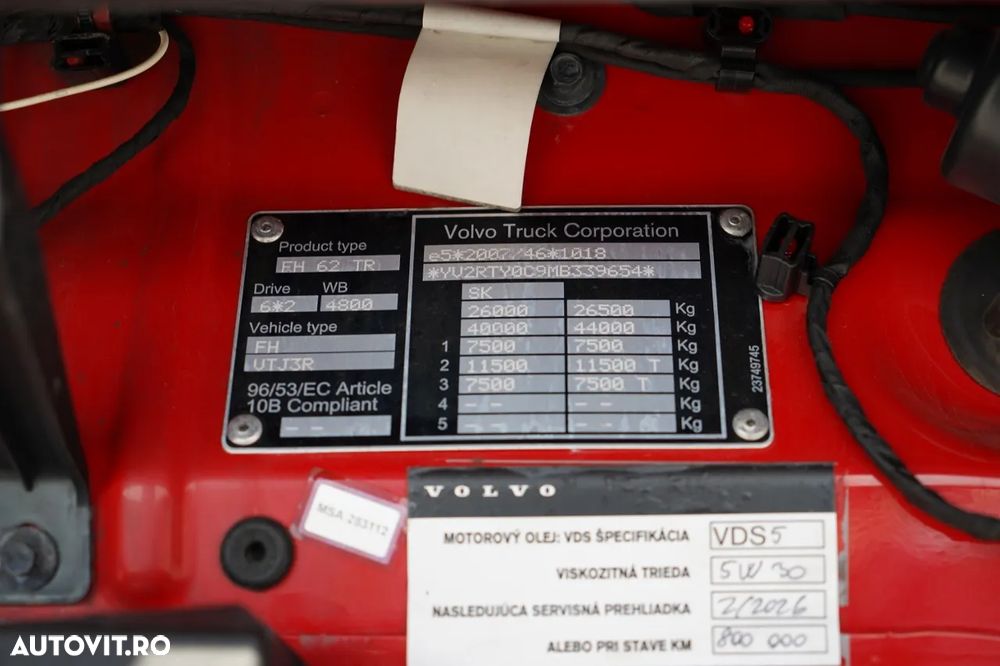 Product type
FH 62 TR
Drive WB
6*2 4800
Vehicle type
FH
VTJ3R
96/53/EC Article
10B Compliant
- -
Volvo Truck Corporation
e5*2007/46*1018
*YV2RTY0C9MB339654*
SK
26000 26500 Kg
40000 44000 Kg
1 7500 7500 Kg
2 11500 11500 T Kg
3 7500 7500 T Kg
4 - - - - Kg
5 - - - - Kg
23749745
MSA 283112
VOLVO
MOTOROVÝ OLEJ: VDS ŠPECIFIKÁCIA VDS5
VISKOZITNÁ TRIEDA 5W30
NASLEDUJÚCA SERVISNÁ PREHLIADKA 2/2026
ALEBO PRI STAVE KM 800 000
AUTOVIT.RO